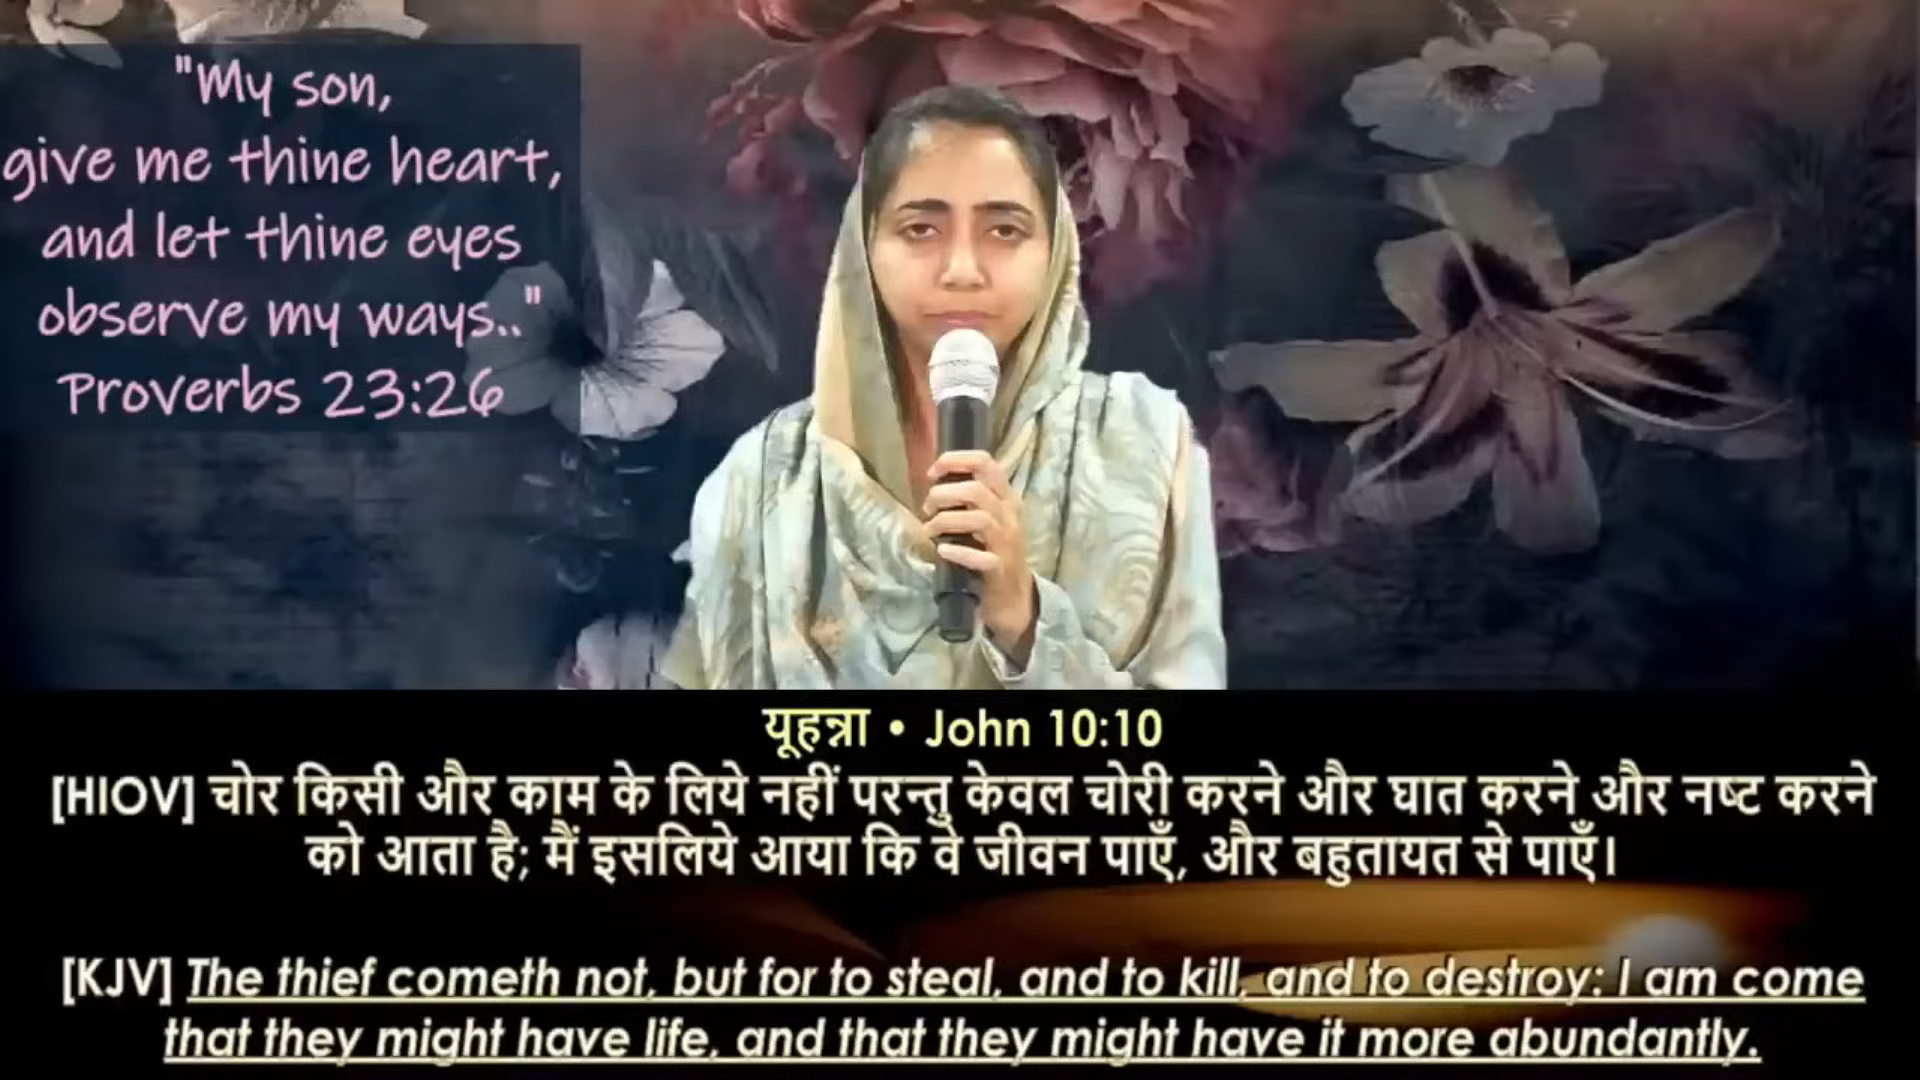 "My son,
give me thine heart,
and let thine eyes
observe my ways.."
Proverbs 23:26
यूहन्ना • John 10:10
[HIOV] चोर किसी और काम के लिये नहीं परन्तु केवल चोरी करने और घात करने और नष्ट करने
को आता है; मैं इसलिये आया कि वे जीवन पाएँ, और बहुतायत से पाएँ।
[KJV] The thief cometh not, but for to steal, and to kill, and to destroy: I am come
that they might have life, and that they might have it more abundantly.